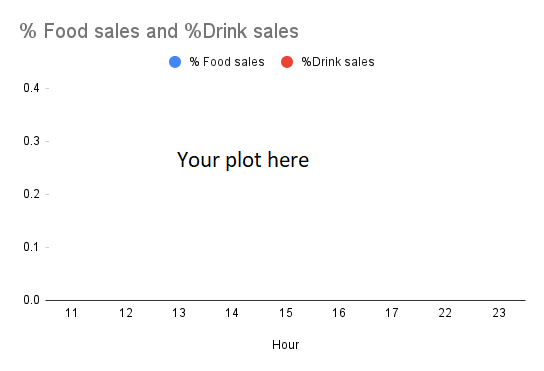 % Food sales and %Drink sales
% Food sales %Drink sales
0.4
Your plot here
0.3
0.2
0.1
0.0
11 12 13 14 15 16 17 22 23
Hour